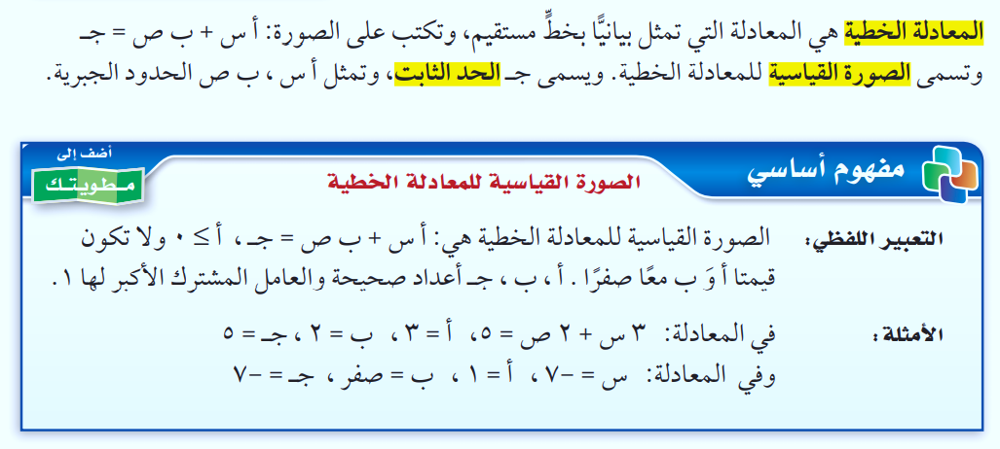 المعادلة الخطية هي المعادلة التي تمثل بيانيًّا بخطٍّ مستقيم، وتكتب على الصورة: أ س + ب ص = جـ
وتسمى الصورة القياسية للمعادلة الخطية. ويسمى جـ الحد الثابت، وتمثل أ س ، ب ص الحدود الجبرية.
أضف إلى
مطويتك
مفهوم أساسي
الصورة القياسية للمعادلة الخطية
التعبير اللفظي: الصورة القياسية للمعادلة الخطية هي: أ س + ب ص = جـ ، أ ≥ ٠ ولا تكون
قيمتا أ وَ ب معًا صفرًا . أ ، ب ، جـ أعداد صحيحة والعامل المشترك الأكبر لها ١ .
الأمثلة: في المعادلة: ٣ س + ٢ ص = ٥، أ = ٣ ، ب = ٢ ، جـ = ٥
وفي المعادلة: س = –٧ ، أ = ١ ، ب = صفر ، جـ = –٧